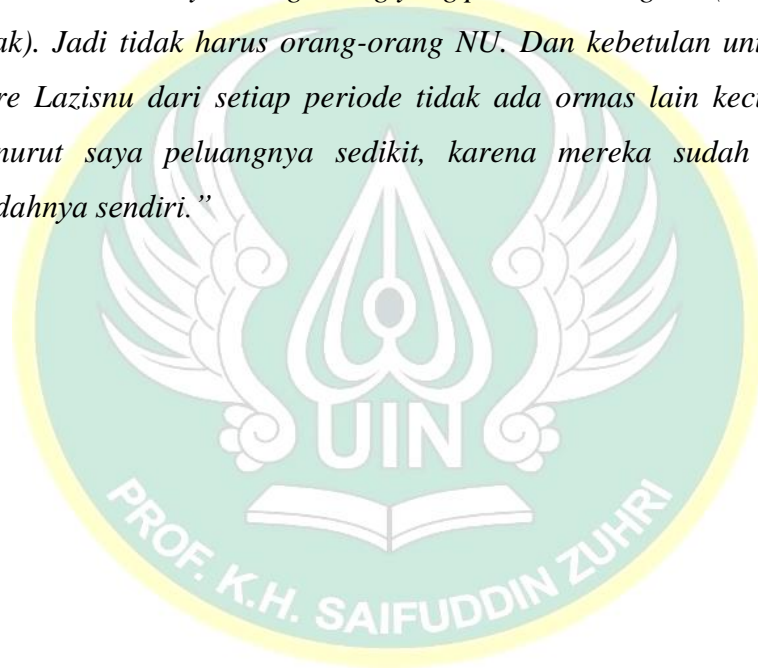 yang
ak). Jadi tidak harus orang-orang NU. Dan kebetulan un
re Lazisnu dari setiap periode tidak ada ormas lain kec
nurut saya peluangnya sedikit, karena mereka sudah
dahnya sendiri.”
UIN
PROF. K.H. SAIFUDDIN ZUHRI